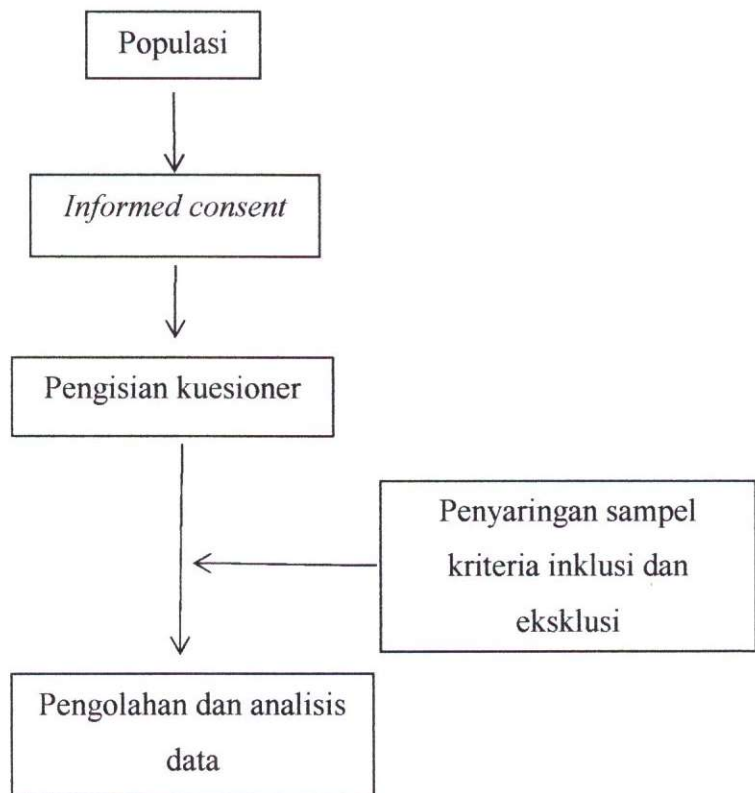 Populasi
Informed consent
Pengisian kuesioner
Penyaringan sampel
kriteria inklusi dan
eksklusi
Pengolahan dan analisis
data